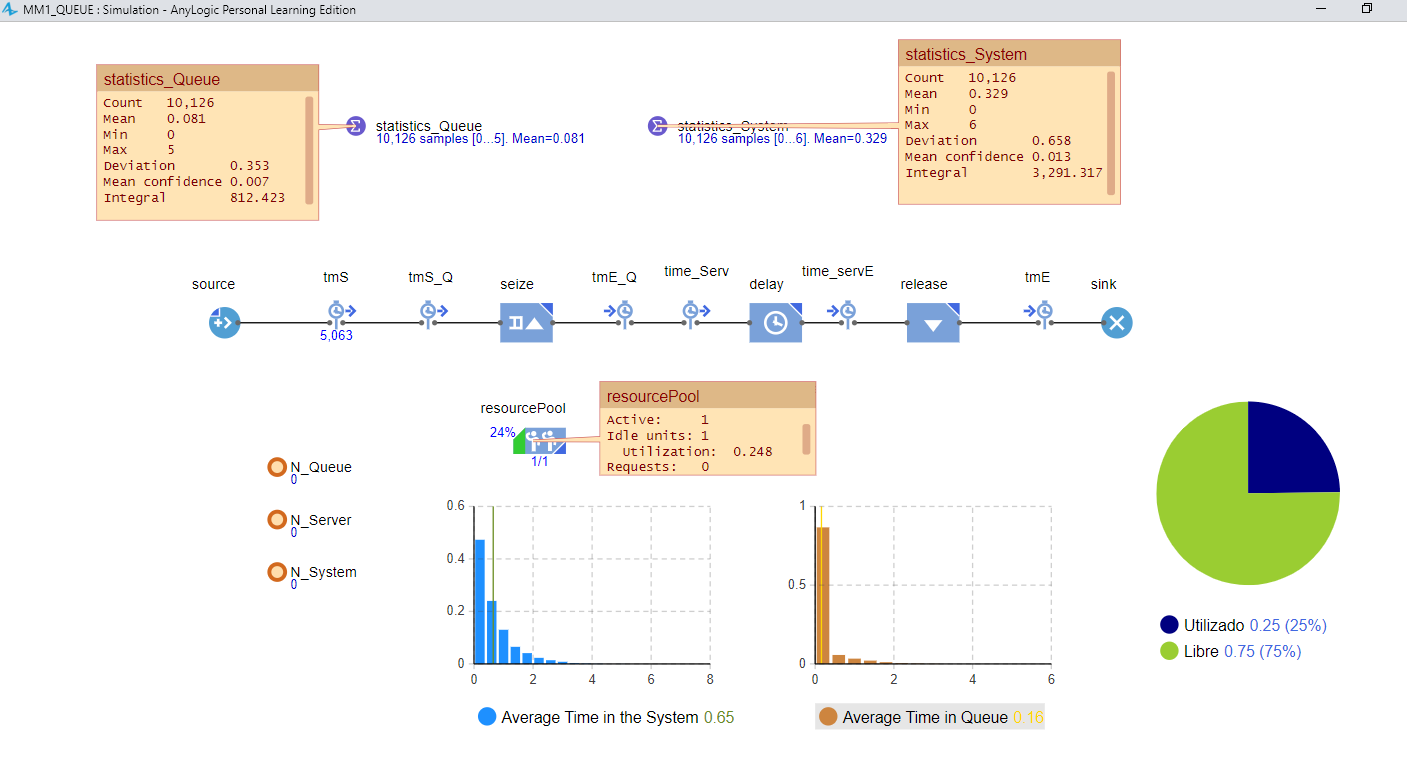 MM1_QUEUE : Simulation - AnyLogic Personal Learning Edition
statistics_Queue
Count 10,126
Mean 0.081
Min 0
Max 5
Deviation 0.353
Mean confidence 0.007
Integral 812.423
statistics_Queue
10,126 samples [0...5]. Mean=0.081
statistics_System
10,126 samples [0...6]. Mean=0.329
statistics_System
Count 10,126
Mean 0.329
Min 0
Max 6
Deviation 0.658
Mean confidence 0.013
Integral 3,291.317
source
tmS
5,063
tmS_Q
seize
tmE_Q
time_Serv
delay
time_servE
release
tmE
sink
resourcePool
24%
1/1
resourcePool
Active: 1
Idle units: 1
Utilization: 0.248
Requests: 0
N_Queue
0
N_Server
0
N_System
0
0.6
0.4
0.2
0
0 2 4 6 8
Average Time in the System 0.65
1
0.5
0
0 2 4 6
Average Time in Queue 0.16
Utilizado 0.25 (25%)
Libre 0.75 (75%)